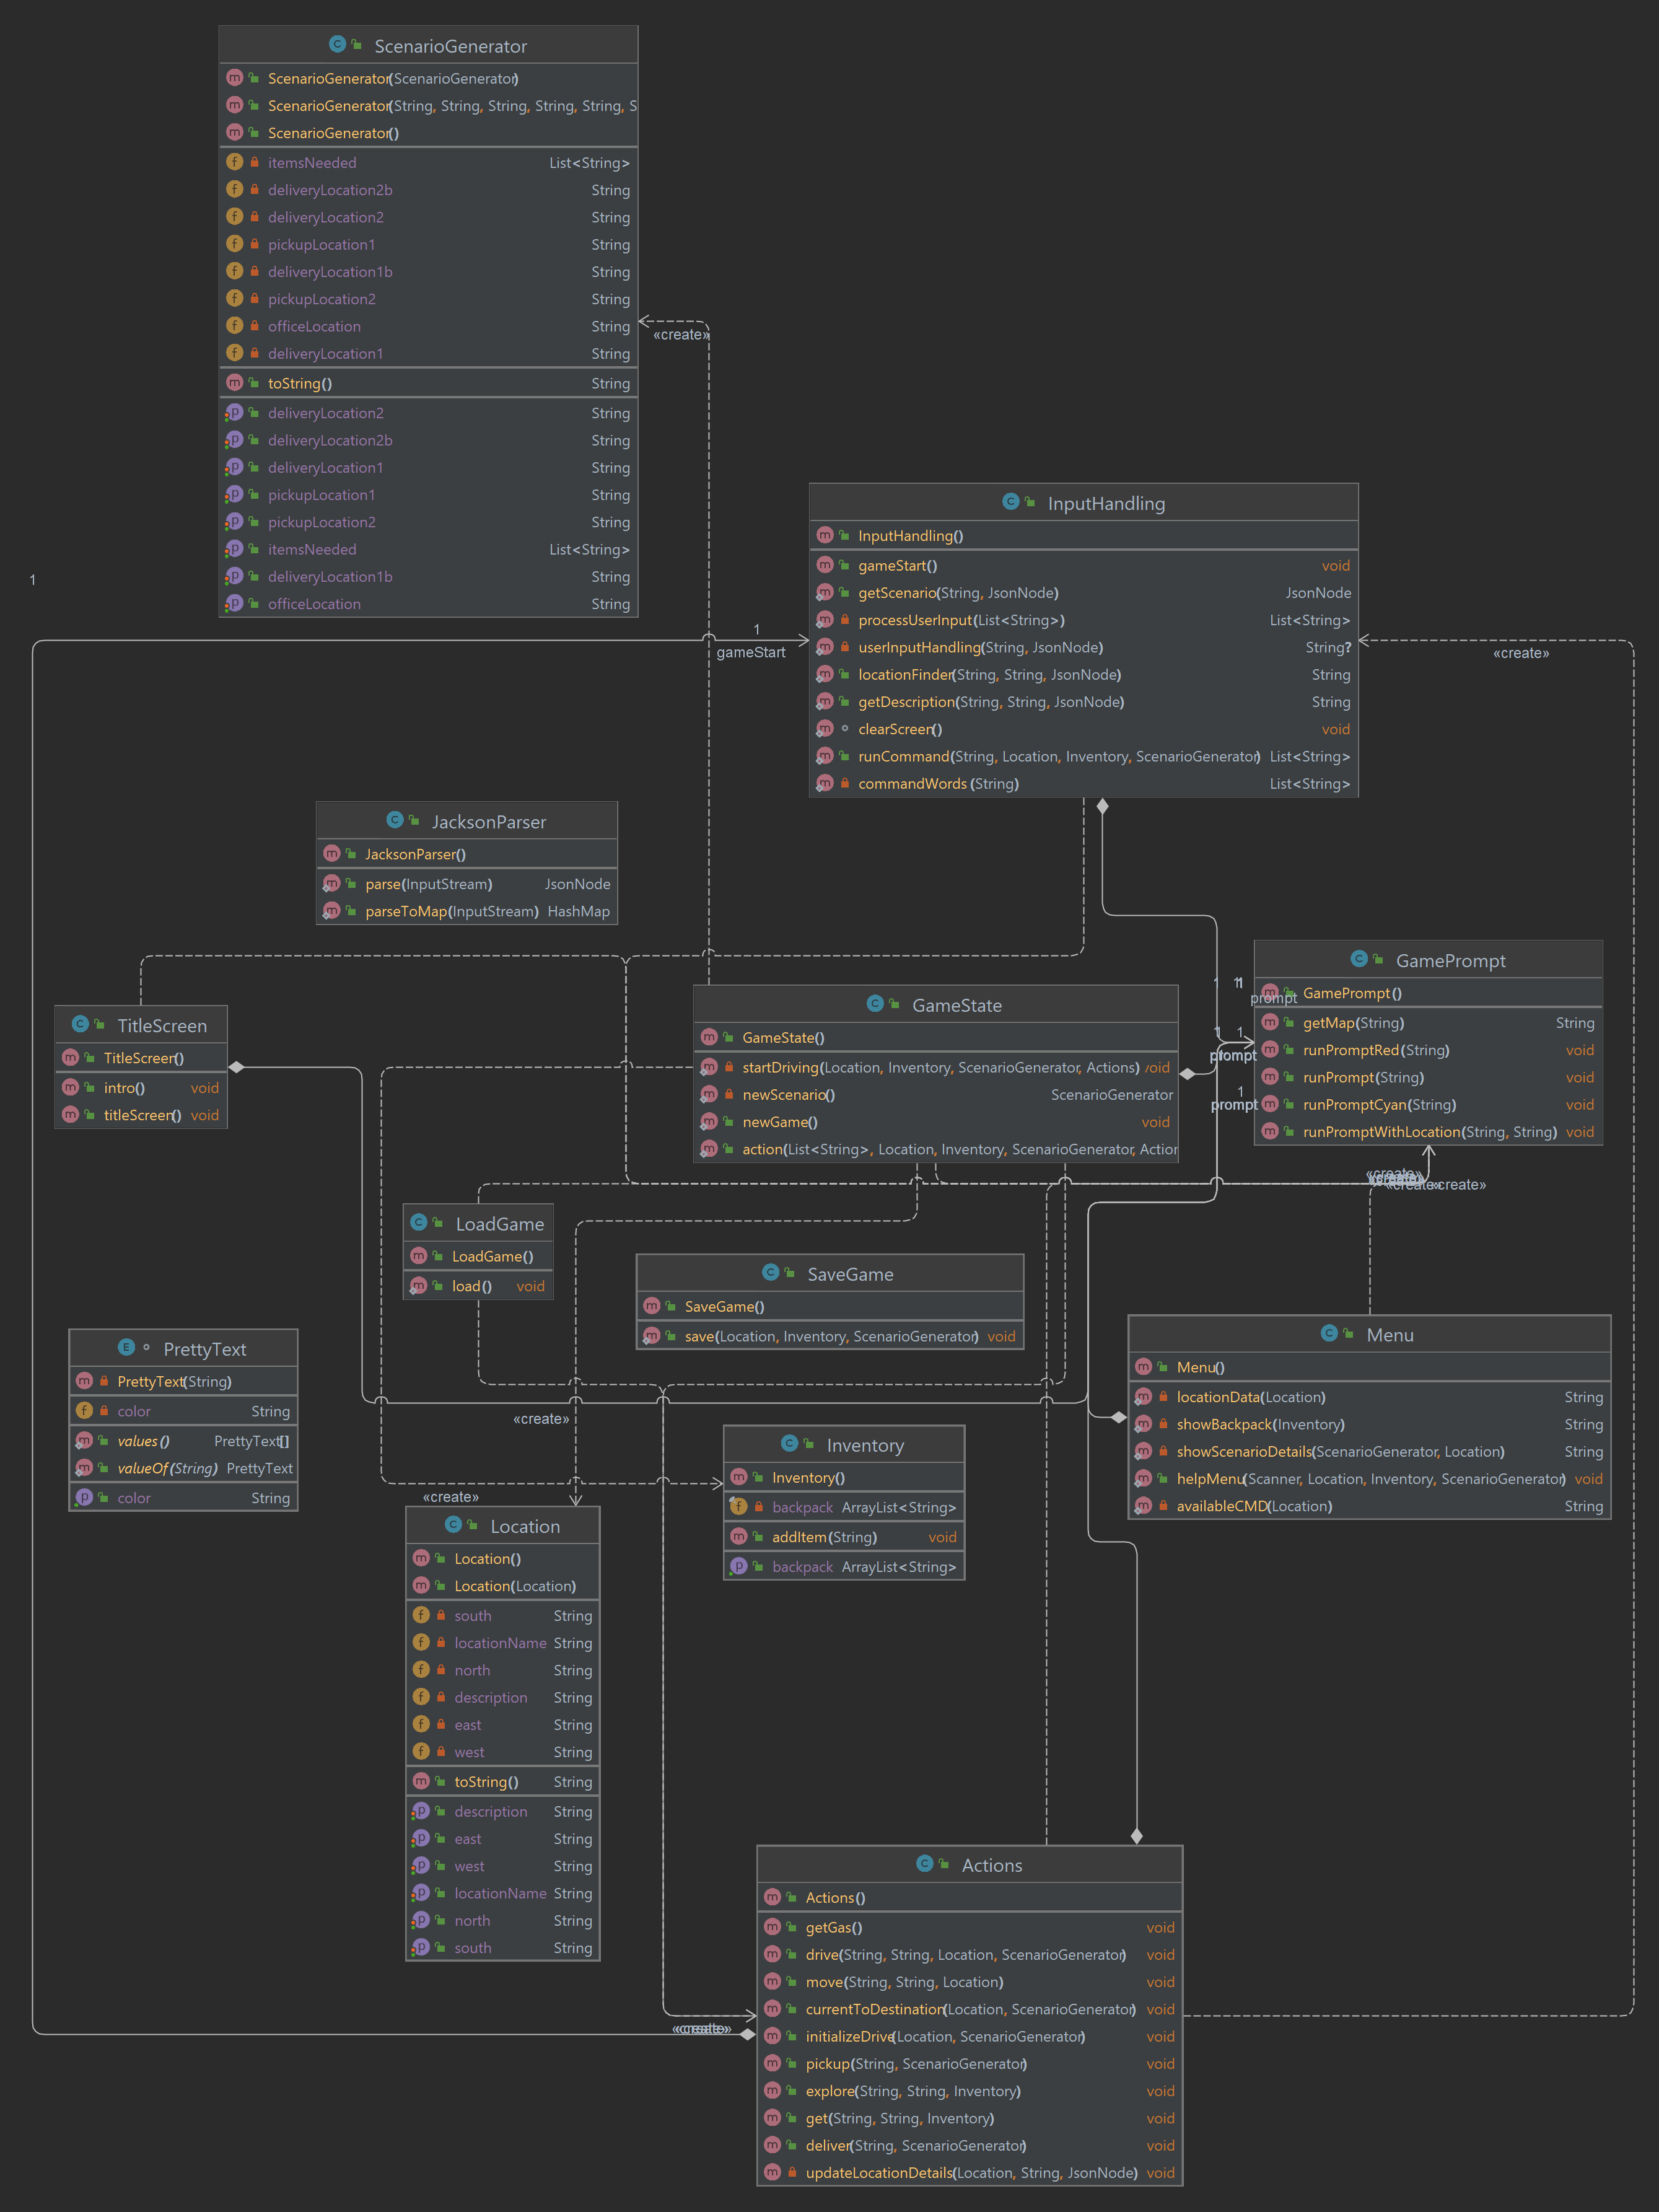 ScenarioGenerator
ScenarioGenerator(ScenarioGenerator)
ScenarioGenerator(String, String, String, String, String, S
ScenarioGenerator()
itemsNeeded List<String>
deliveryLocation2b String
deliveryLocation2 String
pickupLocation1 String
deliveryLocation1b String
pickupLocation2 String
officeLocation String
deliveryLocation1 String
toString() String
deliveryLocation2 String
deliveryLocation2b String
deliveryLocation1 String
pickupLocation1 String
pickupLocation2 String
itemsNeeded List<String>
deliveryLocation1b String
officeLocation String
«create»
InputHandling
InputHandling()
gameStart() void
getScenario(String, JsonNode) JsonNode
processUserInput(List<String>) List<String>
userInputHandling(String, JsonNode) String?
locationFinder(String, String, JsonNode) String
getDescription(String, String, JsonNode) String
clearScreen() void
runCommand(String, Location, Inventory, ScenarioGenerator) List<String>
commandWords(String) List<String>
1
1
gameStart
«create»
JacksonParser
JacksonParser()
parse(InputStream) JsonNode
parseToMap(InputStream) HashMap
GamePrompt
GamePrompt()
getMap(String) String
runPromptRed(String) void
runPrompt(String) void
runPromptCyan(String) void
runPromptWithLocation(String, String) void
1
prompt
1
1
prompt
1
prompt
TitleScreen
TitleScreen()
intro() void
titleScreen() void
GameState
GameState()
startDriving(Location, Inventory, ScenarioGenerator, Actions) void
newScenario() ScenarioGenerator
newGame() void
action(List<String>, Location, Inventory, ScenarioGenerator, Action
«create»
«create»
LoadGame
LoadGame()
load() void
SaveGame
SaveGame()
save(Location, Inventory, ScenarioGenerator) void
PrettyText
PrettyText(String)
color String
values() PrettyText[]
valueOf(String) PrettyText
color String
Menu
Menu()
locationData(Location) String
showBackpack(Inventory) String
showScenarioDetails(ScenarioGenerator, Location) String
helpMenu(Scanner, Location, Inventory, ScenarioGenerator) void
availableCMD(Location) String
«create»
Inventory
Inventory()
backpack ArrayList<String>
addItem(String) void
backpack ArrayList<String>
«create»
Location
Location()
Location(Location)
south String
locationName String
north String
description String
east String
west String
toString() String
description String
east String
west String
locationName String
north String
south String
Actions
Actions()
getGas() void
drive(String, String, Location, ScenarioGenerator) void
move(String, String, Location) void
currentToDestination(Location, ScenarioGenerator) void
initializeDrive(Location, ScenarioGenerator) void
pickup(String, ScenarioGenerator) void
explore(String, String, Inventory) void
get(String, String, Inventory) void
deliver(String, ScenarioGenerator) void
updateLocationDetails(Location, String, JsonNode) void
«create»